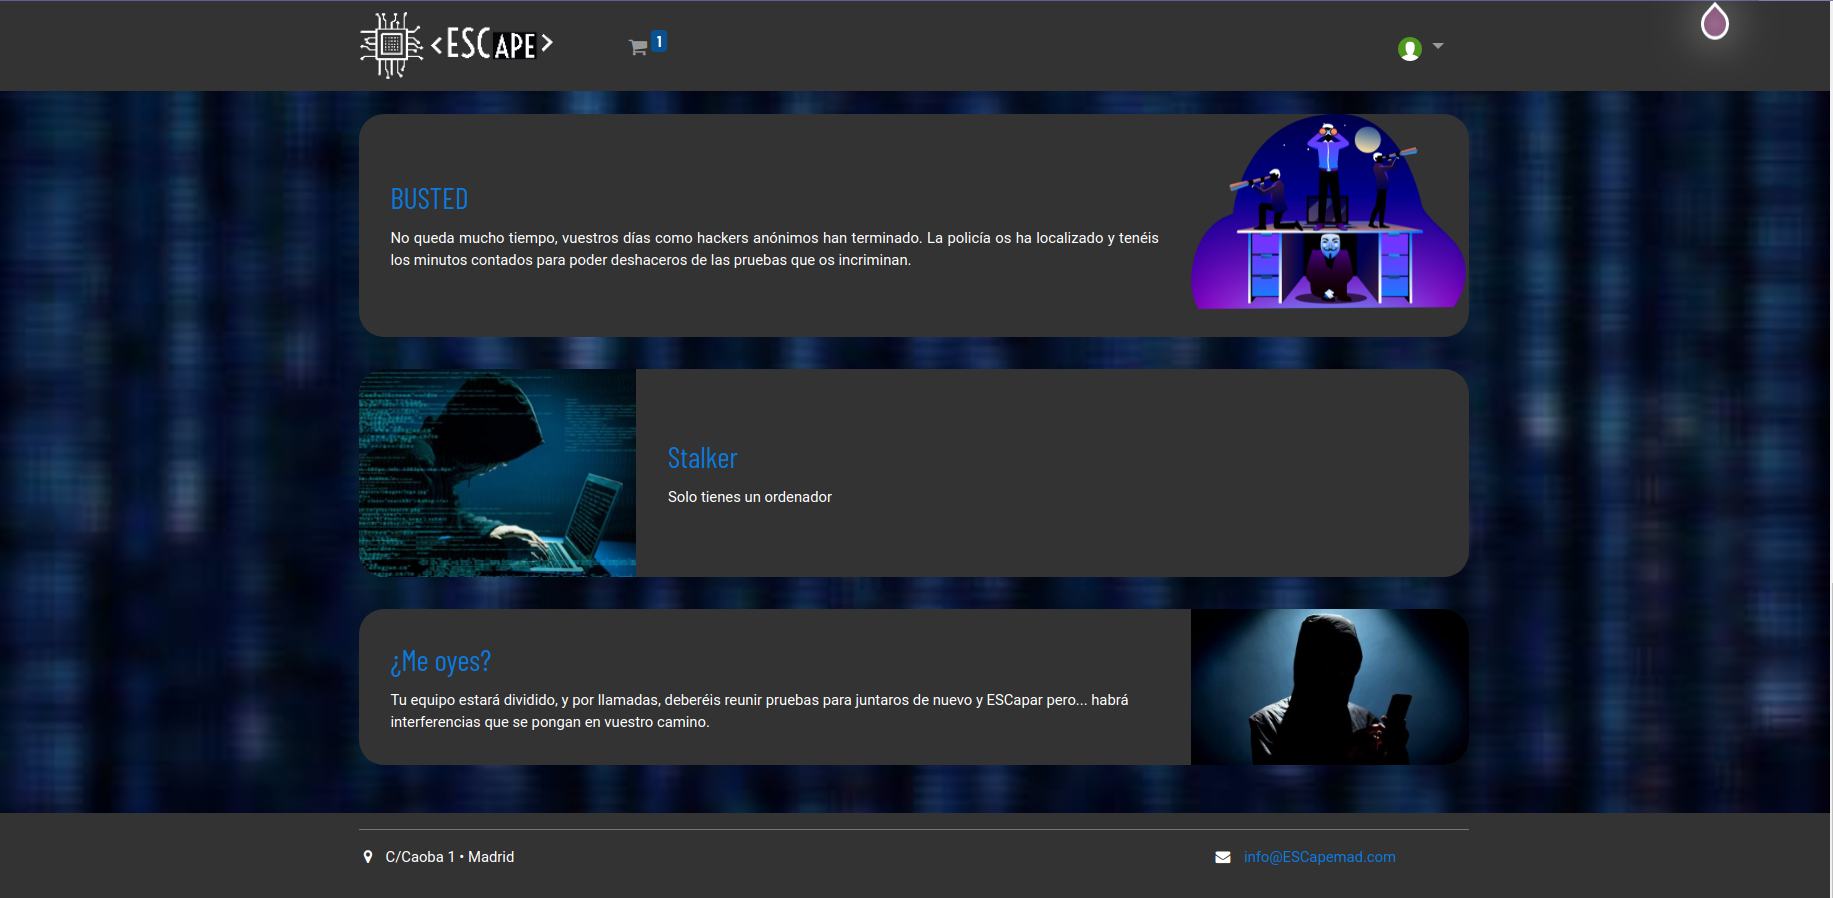 <ESCAPE>
1
BUSTED
No queda mucho tiempo, vuestros días como hackers anónimos han terminado. La policía os ha localizado y tenéis
los minutos contados para poder deshaceros de las pruebas que os incriminan.
Stalker
Solo tienes un ordenador
¿Me oyes?
Tu equipo estará dividido, y por llamadas, deberéis reunir pruebas para juntaros de nuevo y ESCapar pero... habrá
interferencias que se pongan en vuestro camino.
C/Caoba 1 • Madrid
info@ESCapemad.com